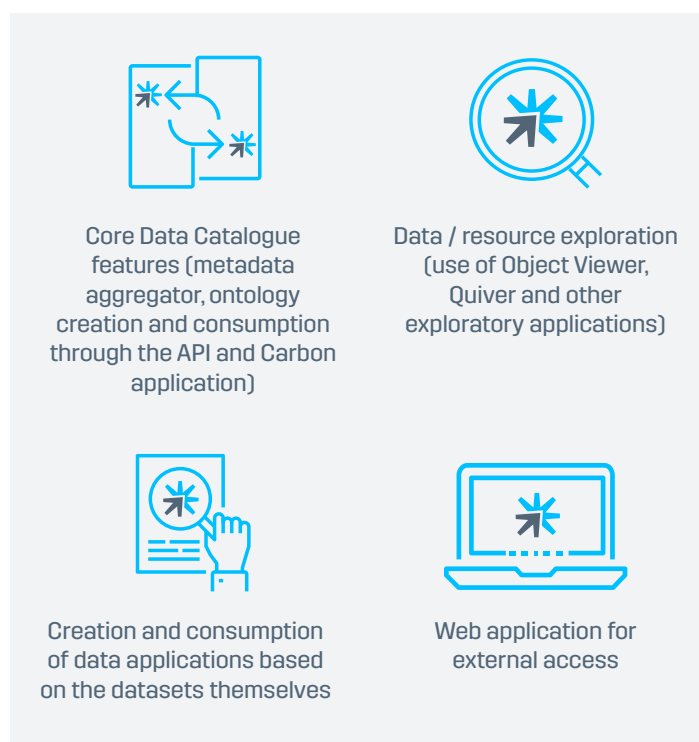 Core Data Catalogue
features (metadata
aggregator, ontology
creation and consumption
through the API and Carbon
application)
Data / resource exploration
(use of Object Viewer,
Quiver and other
exploratory applications)
Creation and consumption
of data applications based
on the datasets themselves
Web application for
external access